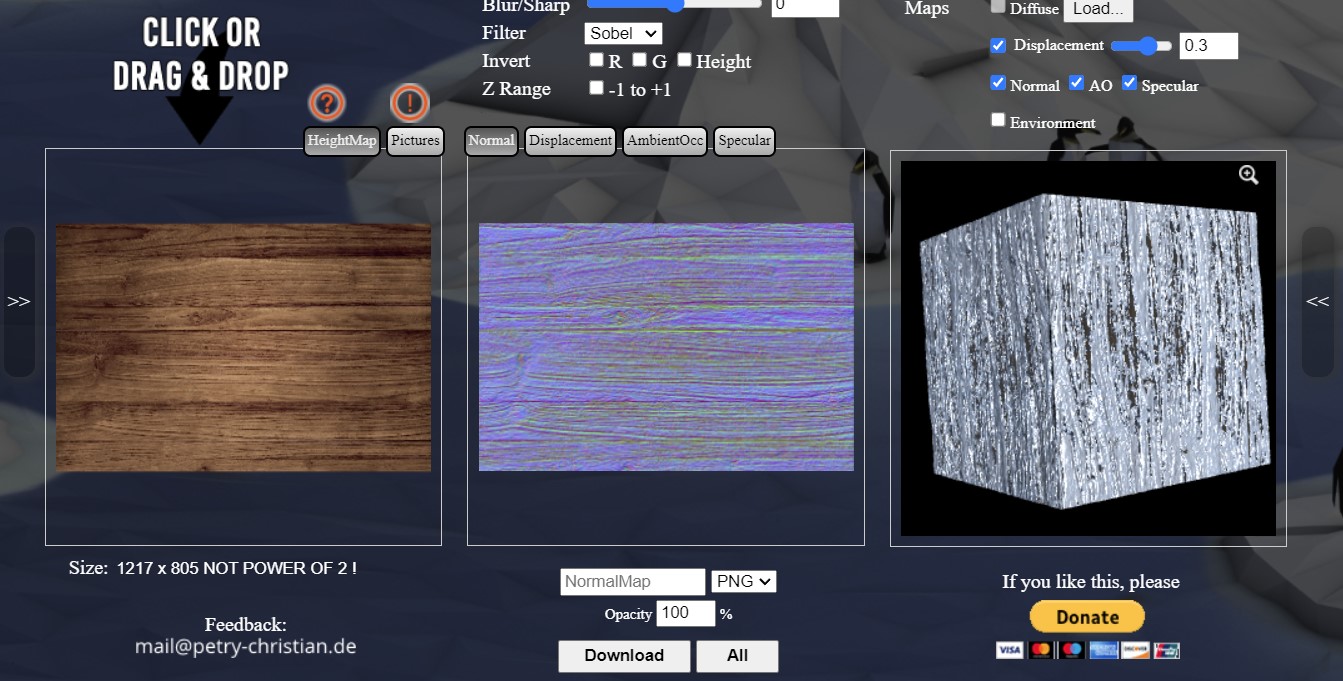 CLICK OR
DRAG & DROP
Blur/Sharp 0
Filter Sobel
Invert R G Height
Z Range -1 to +1
Maps Diffuse Load...
Displacement 0.3
Normal AO Specular
Environment
? !
HeightMap Pictures
Normal Displacement AmbientOcc Specular
>>
<<
Size: 1217 x 805 NOT POWER OF 2 !
Feedback:
mail@petry-christian.de
NormalMap PNG
Opacity 100 %
Download All
If you like this, please
Donate
VISA
DISCOVER